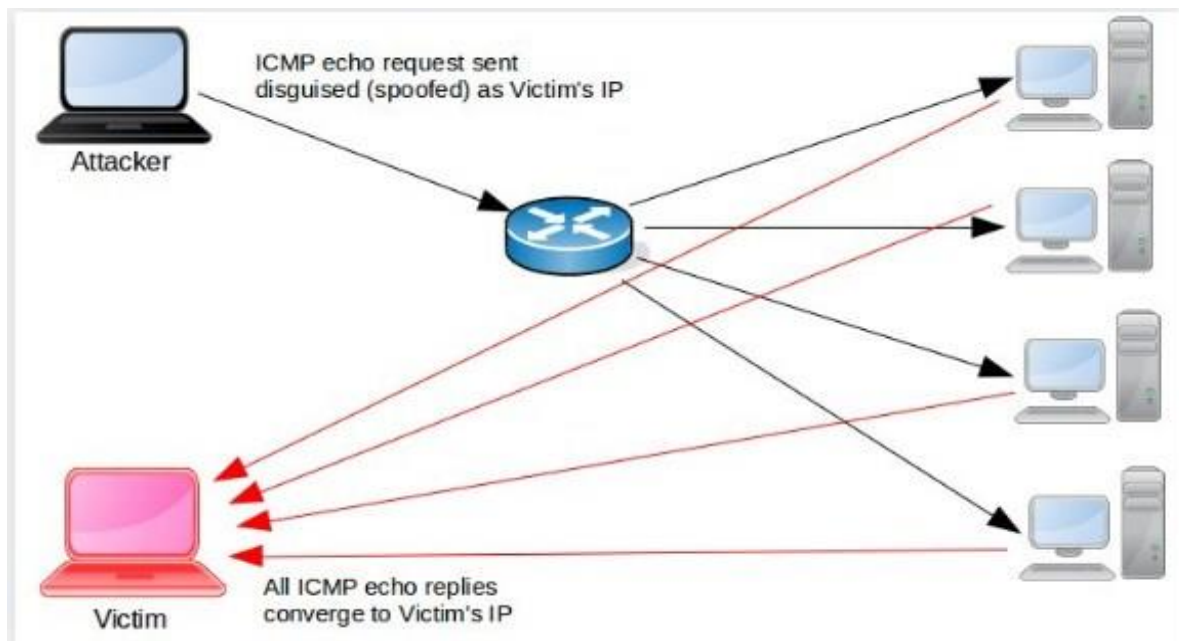 ICMP echo request sent
disguised (spoofed) as Victim's IP
Attacker
All ICMP echo replies
converge to Victim's IP
Victim